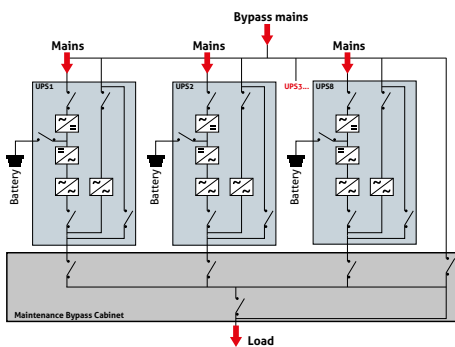 Bypass mains
Mains
Mains
Mains
UPS1
UPS2
UPS3...
UPS8
Battery
Battery
Battery
Maintenance Bypass Cabinet
Load